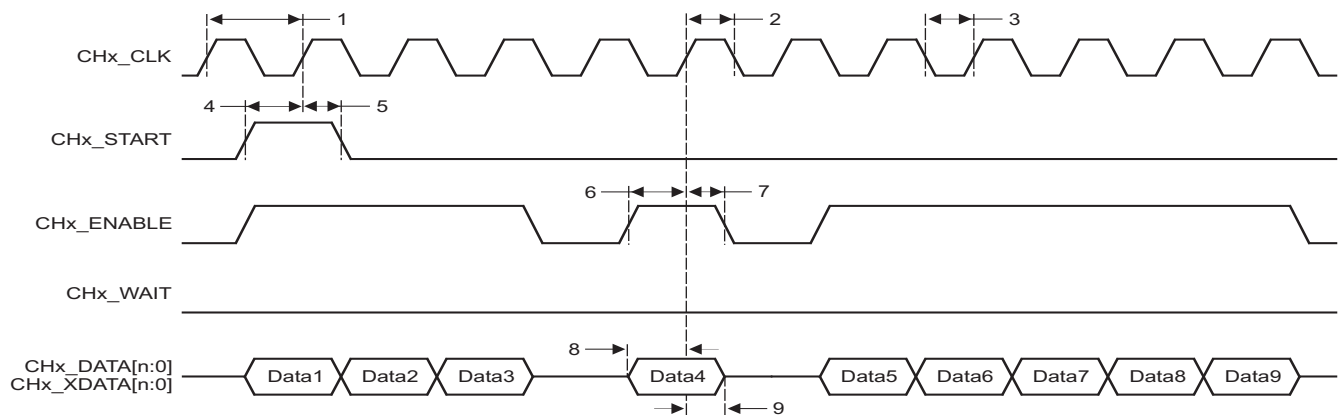 1
2
3
CHx_CLK
4
5
CHx_START
6
7
CHx_ENABLE
CHx_WAIT
8
CHx_DATA[n:0]
CHx_XDATA[n:0]
Data1 Data2 Data3 Data4 Data5 Data6 Data7 Data8 Data9
9